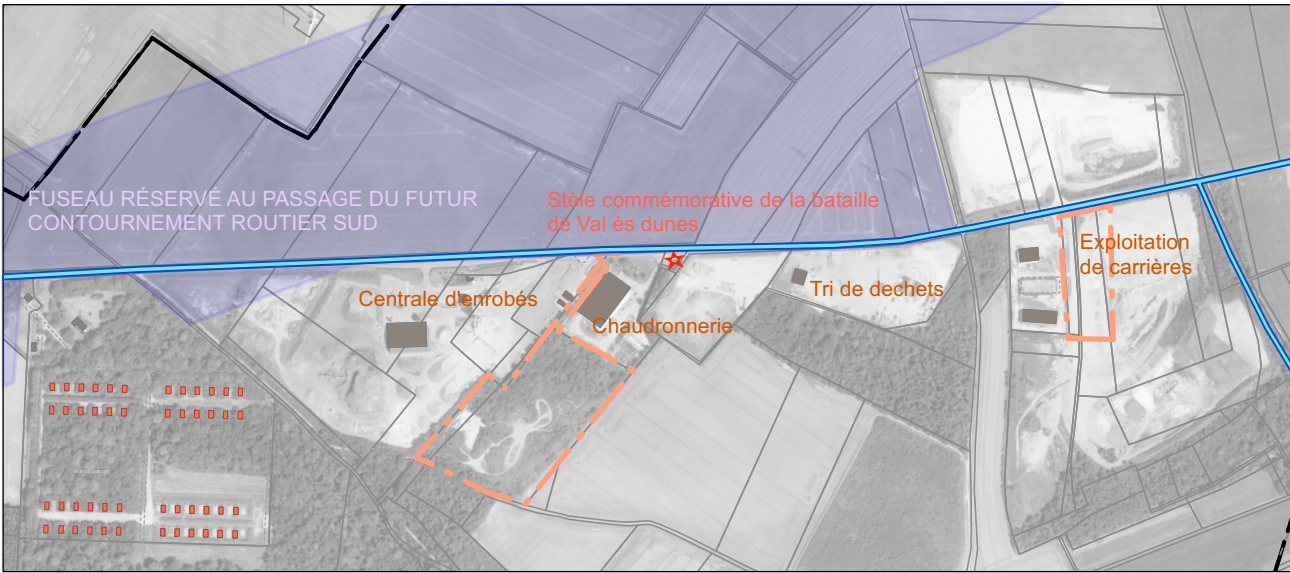 FUSEAU RÉSERVÉ AU PASSAGE DU FUTUR
CONTOURNEMENT ROUTIER SUD
Stèle commémorative de la bataille
de Val ès dunes
Exploitation
de carrières
Centrale d'enrobés
Tri de dechets
Chaudronnerie